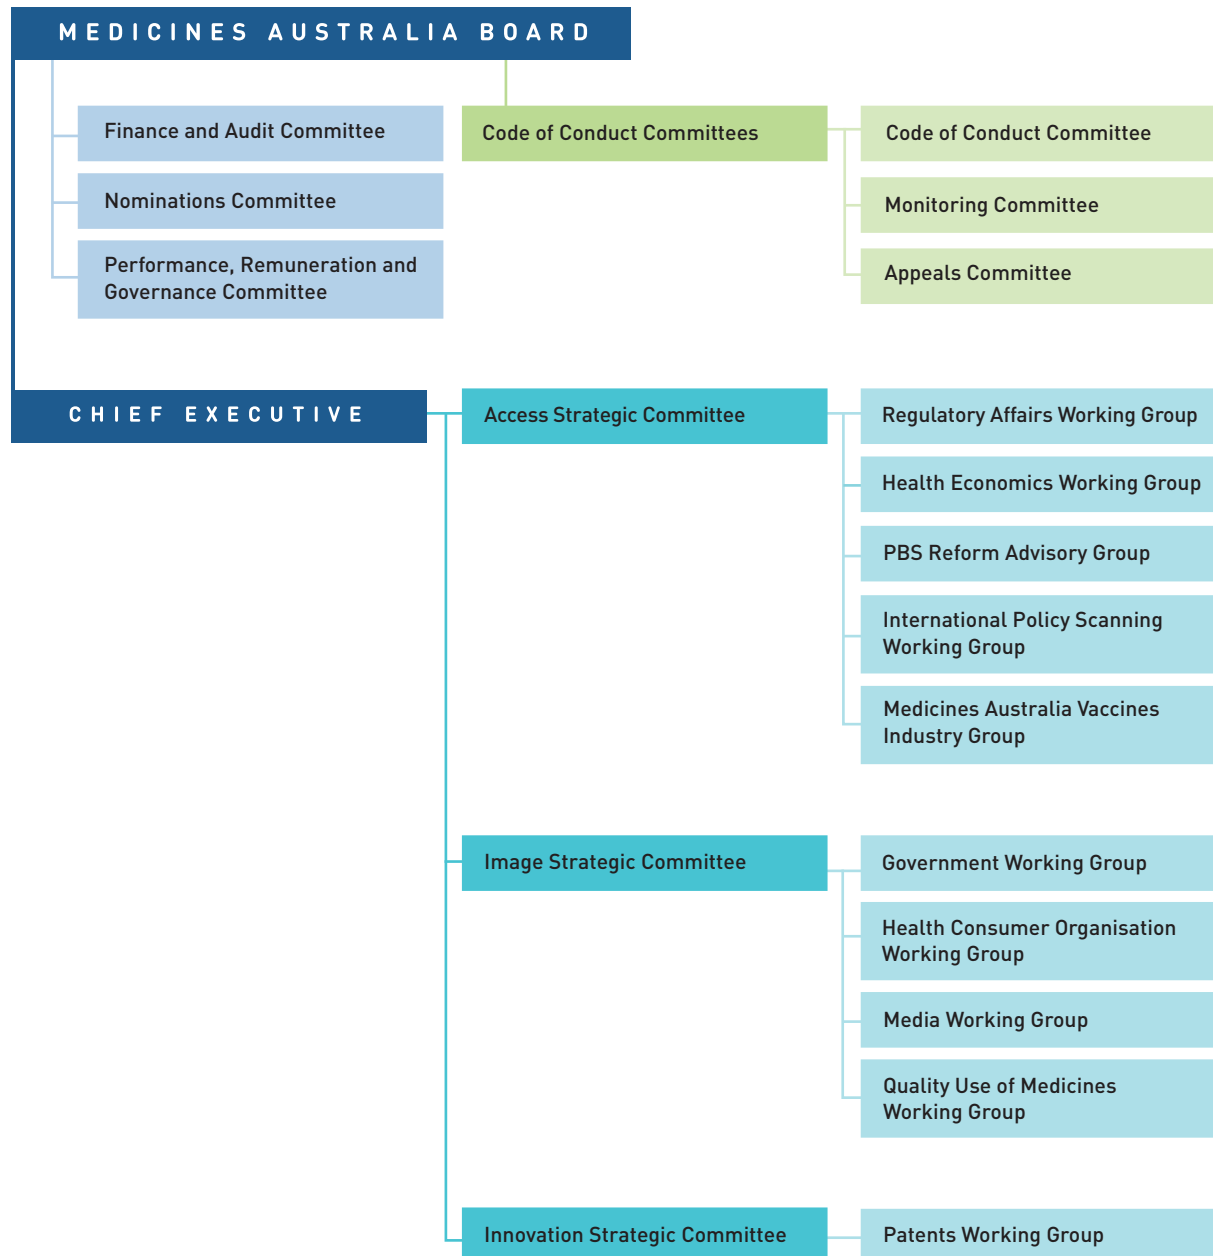 MEDICINES AUSTRALIA BOARD
Finance and Audit Committee
Nominations Committee
Performance, Remuneration and
Governance Committee
Code of Conduct Committees
Code of Conduct Committee
Monitoring Committee
Appeals Committee
CHIEF EXECUTIVE
Access Strategic Committee
Regulatory Affairs Working Group
Health Economics Working Group
PBS Reform Advisory Group
International Policy Scanning
Working Group
Medicines Australia Vaccines
Industry Group
Image Strategic Committee
Government Working Group
Health Consumer Organisation
Working Group
Media Working Group
Quality Use of Medicines
Working Group
Innovation Strategic Committee
Patents Working Group